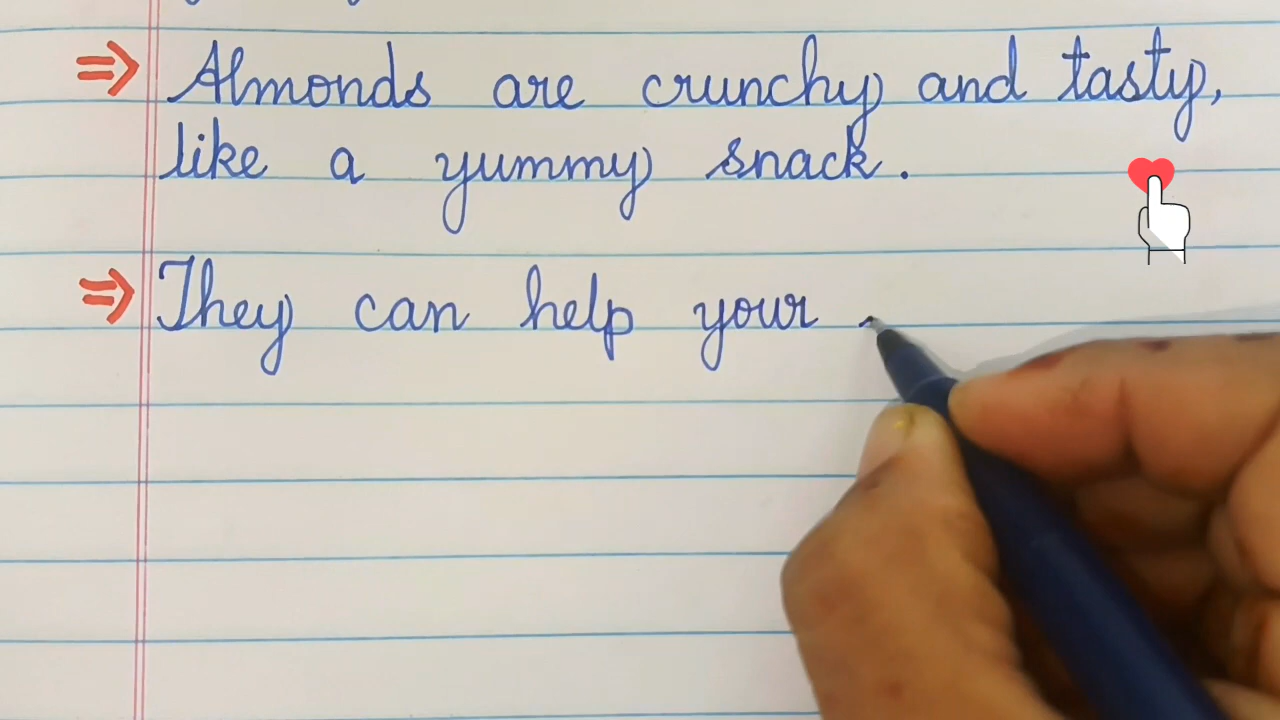 ⇒ Almonds are crunchy and tasty,
like a yummy snack.
⇒ They can help your